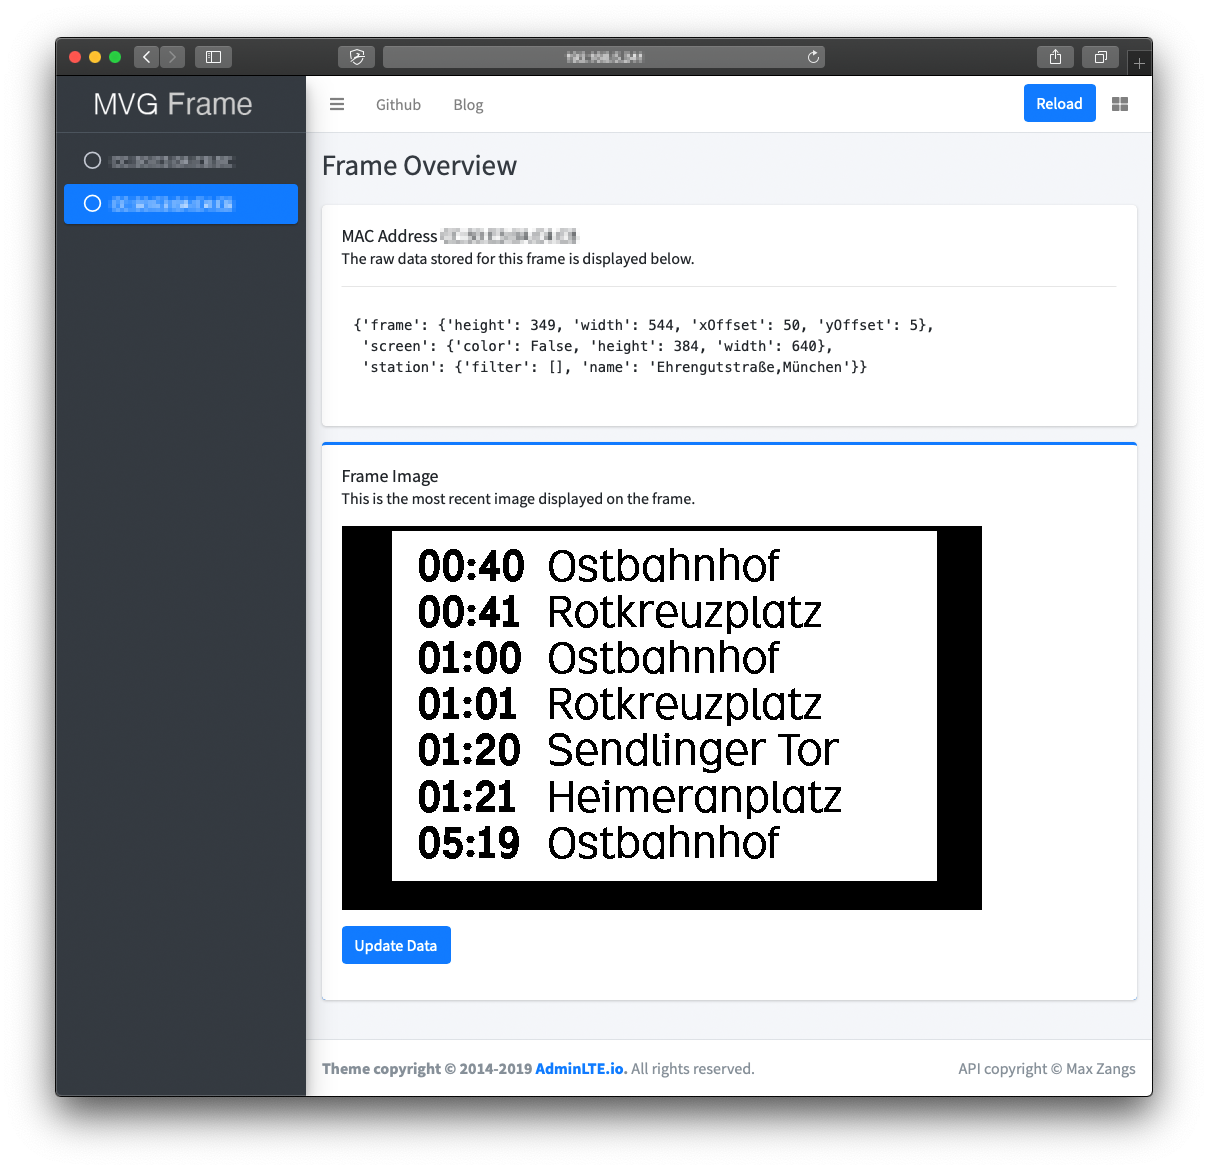 MVG Frame
Github
Blog
Reload
Frame Overview
MAC Address
The raw data stored for this frame is displayed below.
{'frame': {'height': 349, 'width': 544, 'xOffset': 50, 'yOffset': 5},
'screen': {'color': False, 'height': 384, 'width': 640},
'station': {'filter': [], 'name': 'Ehrengutstraße,München'}}
Frame Image
This is the most recent image displayed on the frame.
00:40 Ostbahnhof
00:41 Rotkreuzplatz
01:00 Ostbahnhof
01:01 Rotkreuzplatz
01:20 Sendlinger Tor
01:21 Heimeranplatz
05:19 Ostbahnhof
Update Data
Theme copyright © 2014-2019 AdminLTE.io. All rights reserved.
API copyright © Max Zangs